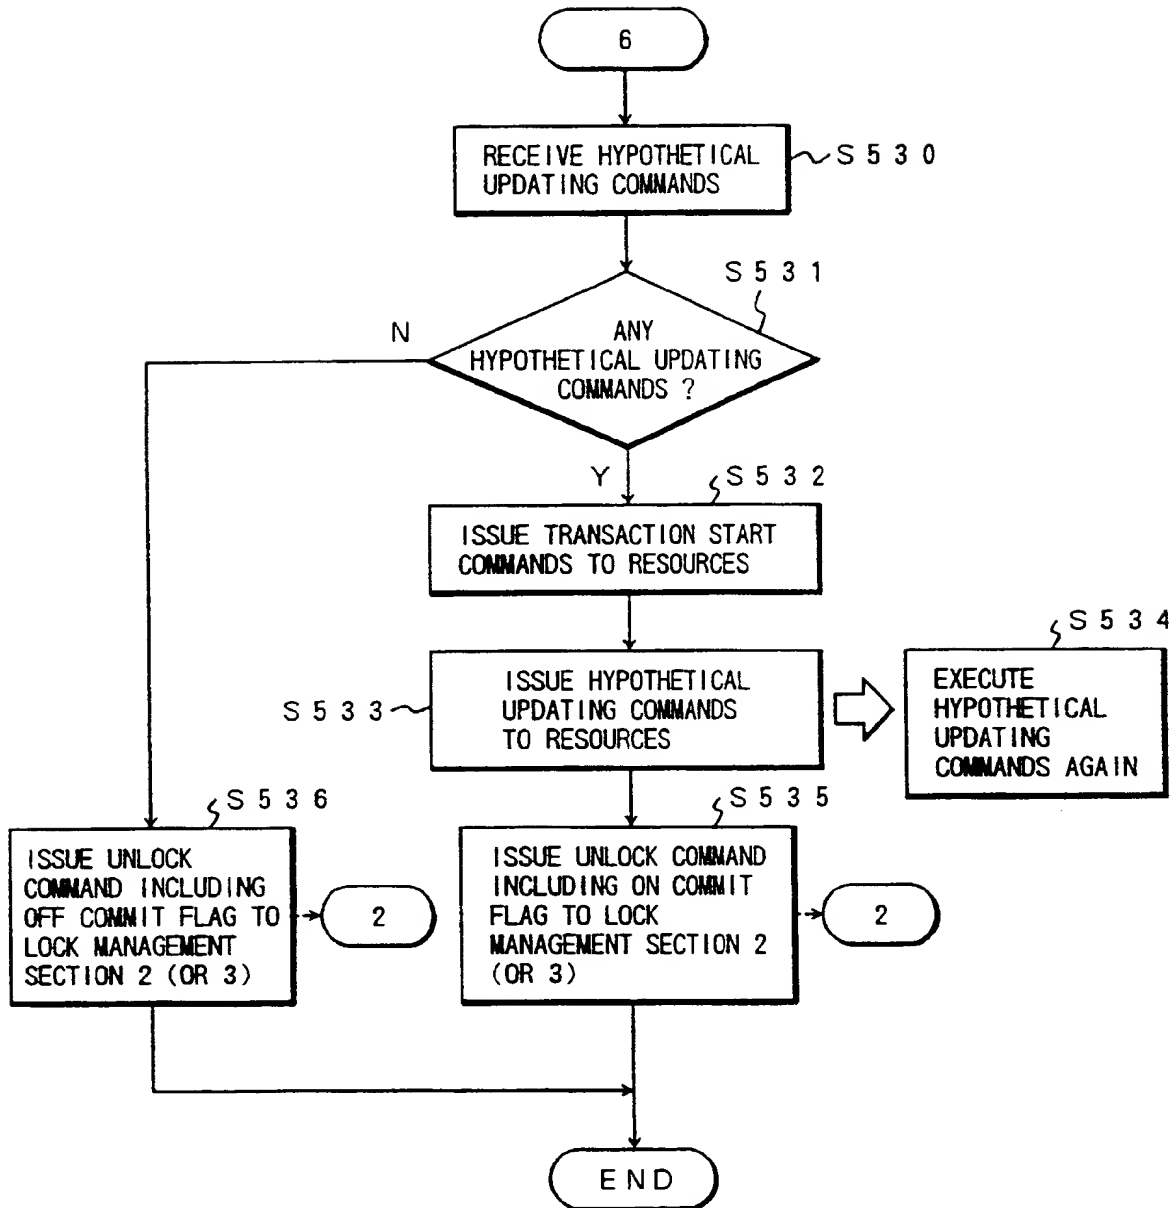 6
RECEIVE HYPOTHETICAL
UPDATING COMMANDS
S530
S531
N
ANY
HYPOTHETICAL UPDATING
COMMANDS ?
Y
S532
ISSUE TRANSACTION START
COMMANDS TO RESOURCES
S534
S533
ISSUE HYPOTHETICAL
UPDATING COMMANDS
TO RESOURCES
EXECUTE
HYPOTHETICAL
UPDATING
COMMANDS AGAIN
S536
S535
ISSUE UNLOCK
COMMAND INCLUDING
OFF COMMIT FLAG TO
LOCK MANAGEMENT
SECTION 2 (OR 3)
2
ISSUE UNLOCK COMMAND
INCLUDING ON COMMIT
FLAG TO LOCK
MANAGEMENT SECTION 2
(OR 3)
2
END